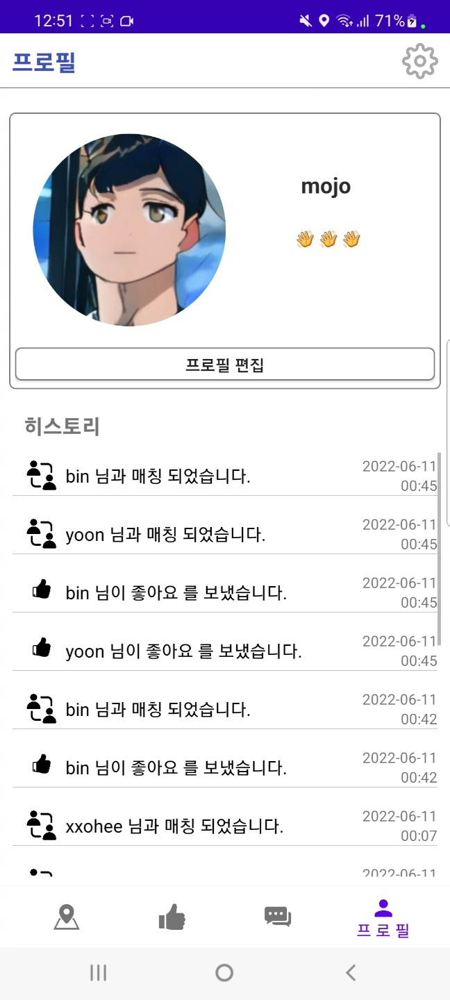 12:51 71%
프로필
mojo
👋👋👋
프로필 편집
히스토리
bin 님과 매칭 되었습니다.
2022-06-11
00:45
yoon 님과 매칭 되었습니다.
2022-06-11
00:45
bin 님이 좋아요 를 보냈습니다.
2022-06-11
00:45
yoon 님이 좋아요 를 보냈습니다.
2022-06-11
00:45
bin 님과 매칭 되었습니다.
2022-06-11
00:42
bin 님이 좋아요 를 보냈습니다.
2022-06-11
00:42
xxohee 님과 매칭 되었습니다.
2022-06-11
00:07
2022-06-11
프로필